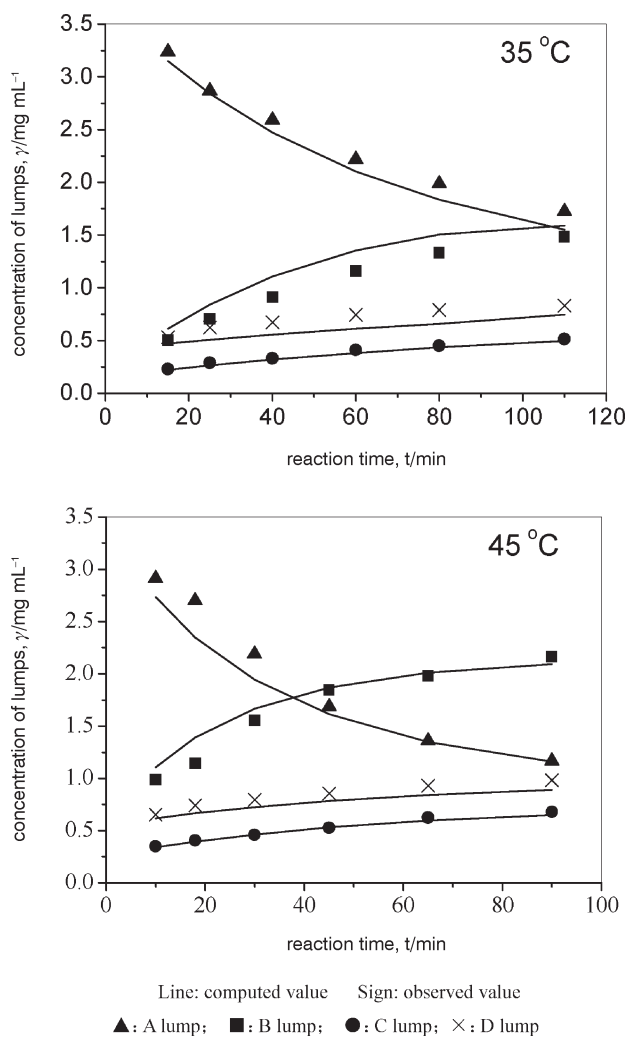 35 °C
3.5
3.0
2.5
2.0
1.5
1.0
0.5
0.0
concentration of lumps, γ/mg mL⁻¹
0 20 40 60 80 100 120
reaction time, t/min
45 °C
3.5
3.0
2.5
2.0
1.5
1.0
0.5
0.0
concentration of lumps, γ/mg mL⁻¹
0 20 40 60 80 100
reaction time, t/min
Line: computed value Sign: observed value
▲: A lump; ■: B lump; ●: C lump; ×: D lump